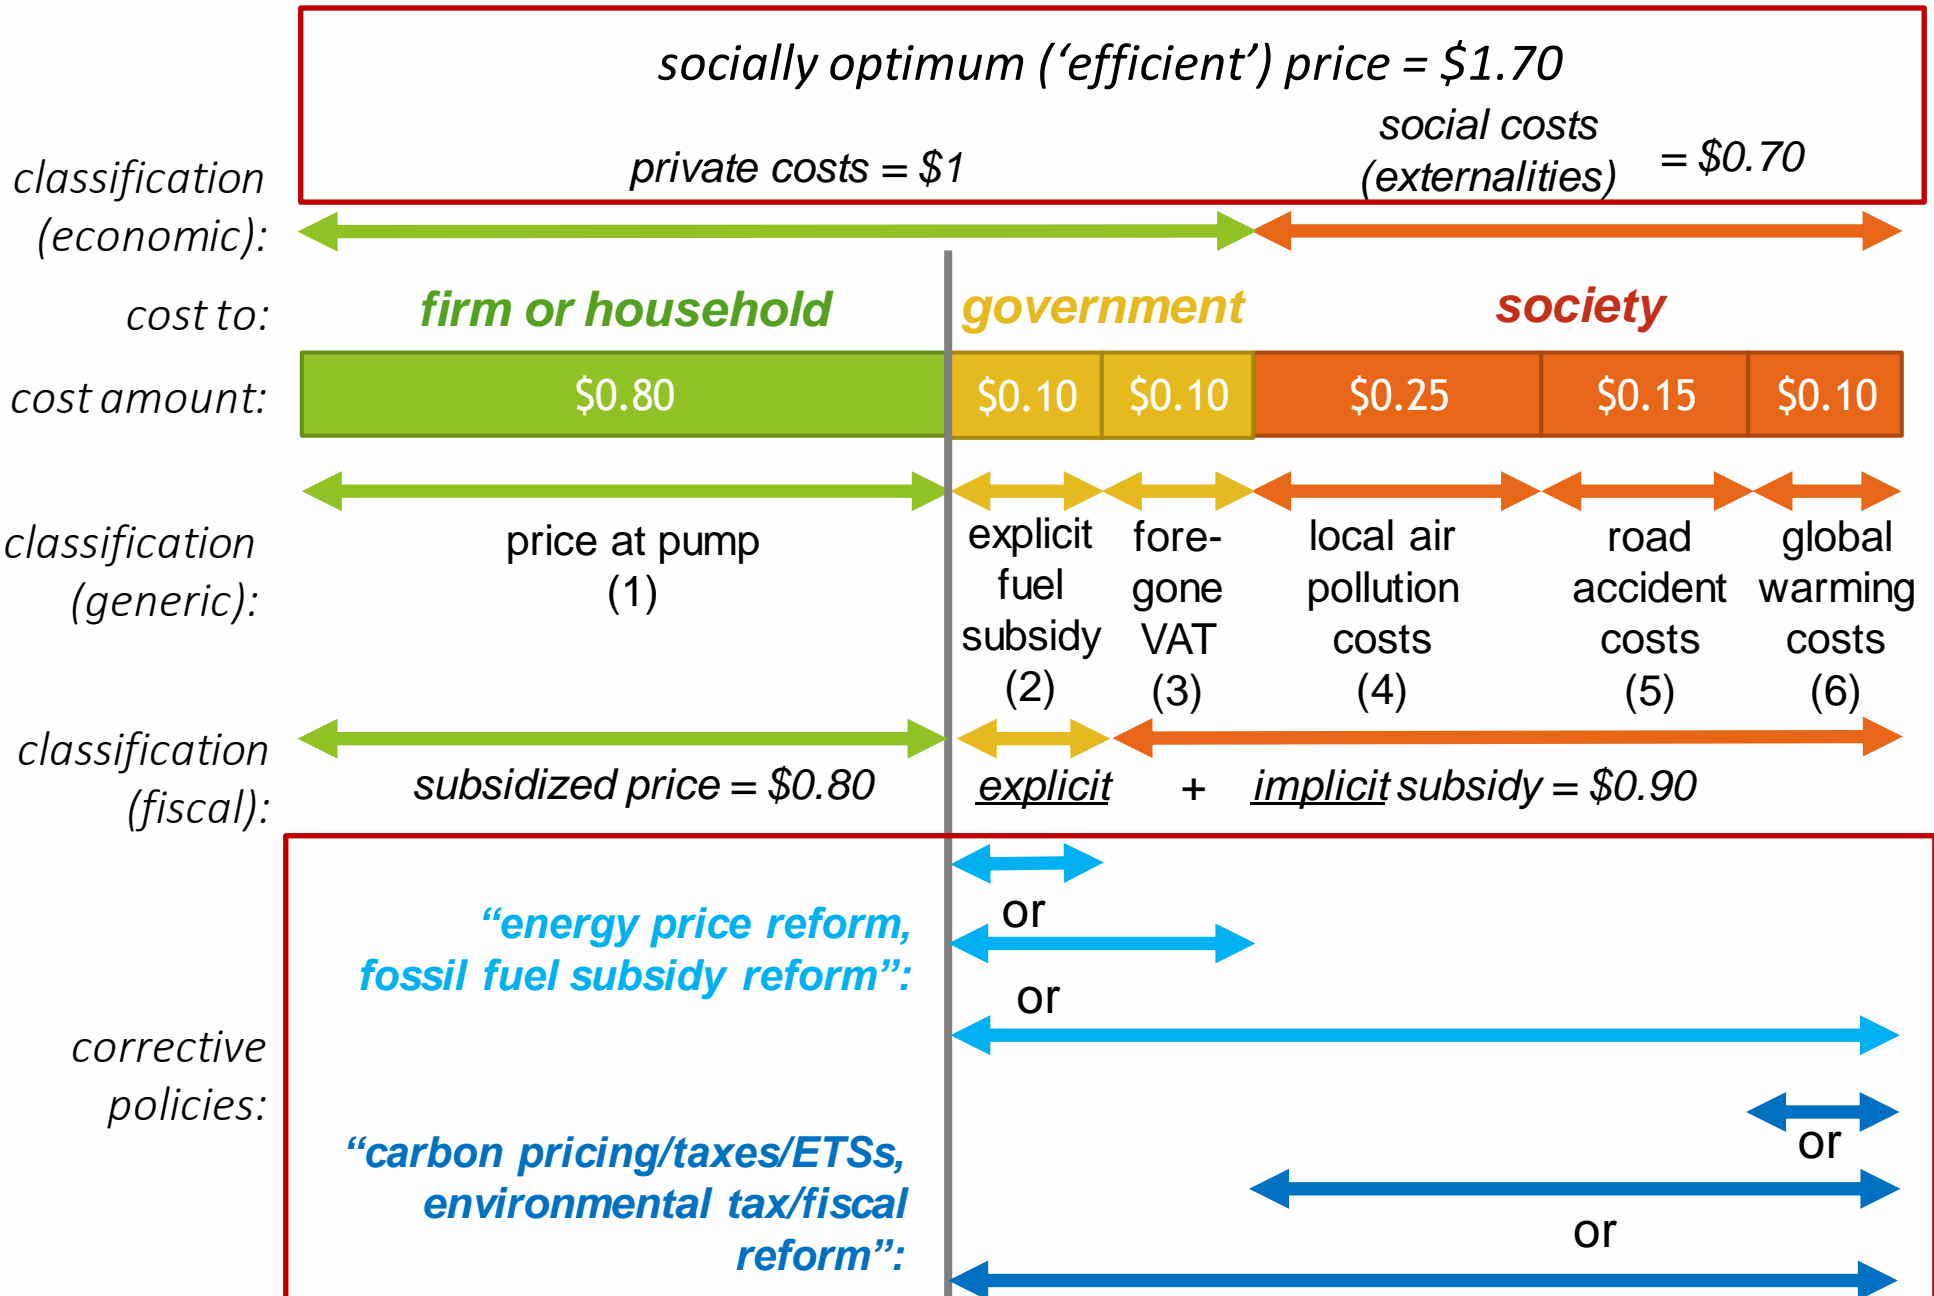 socially optimum (‘efficient’) price = $1.70
private costs = $1
social costs
(externalities)
= $0.70
classification
(economic):
cost to:
firm or household
government
society
cost amount:
$0.80
$0.10
$0.10
$0.25
$0.15
$0.10
classification
(generic):
price at pump
(1)
explicit
fuel
subsidy
(2)
fore-
gone
VAT
(3)
local air
pollution
costs
(4)
road
accident
costs
(5)
global
warming
costs
(6)
classification
(fiscal):
subsidized price = $0.80
explicit + implicit subsidy = $0.90
corrective
policies:
“energy price reform,
fossil fuel subsidy reform”:
or
or
“carbon pricing/taxes/ETSs,
environmental tax/fiscal
reform”:
or
or